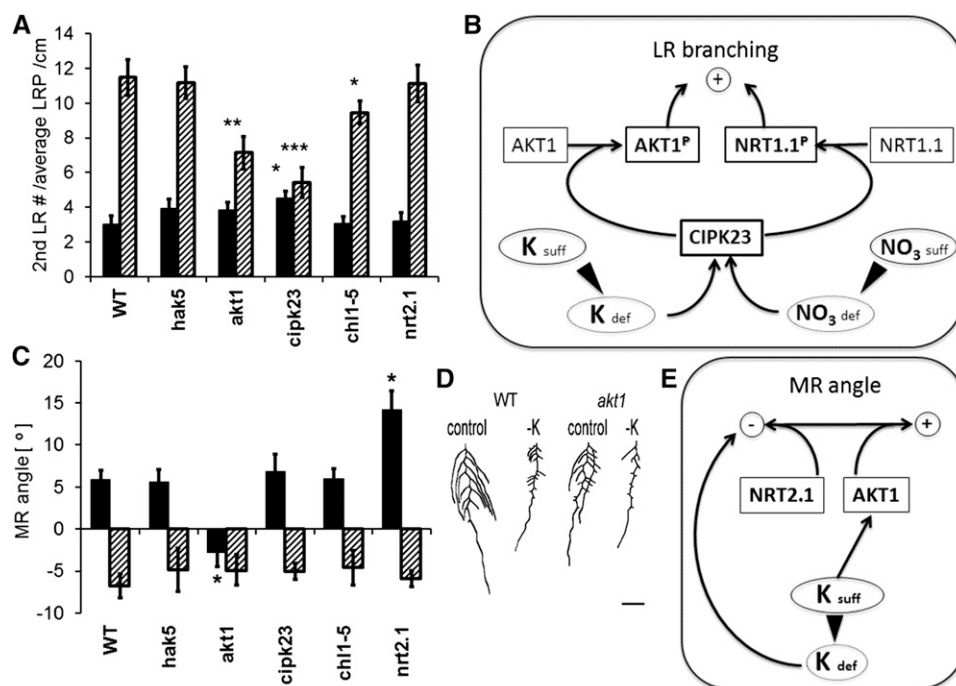 A
2nd LR # /average LRP /cm
14
12
10
8
6
4
2
0
** 
*
***
*
WT
hak5
akt1
cipk23
chl1-5
nrt2.1
B
LR branching
+
AKT1
AKT1P
NRT1.1P
NRT1.1
CIPK23
K suff
NO3 suff
K def
NO3 def
C
MR angle [ º]
20
15
10
5
0
-5
-10
*
*
WT
hak5
akt1
cipk23
chl1-5
nrt2.1
D
WT
akt1
control
-K
control
-K
E
MR angle
-
+
NRT2.1
AKT1
K suff
K def